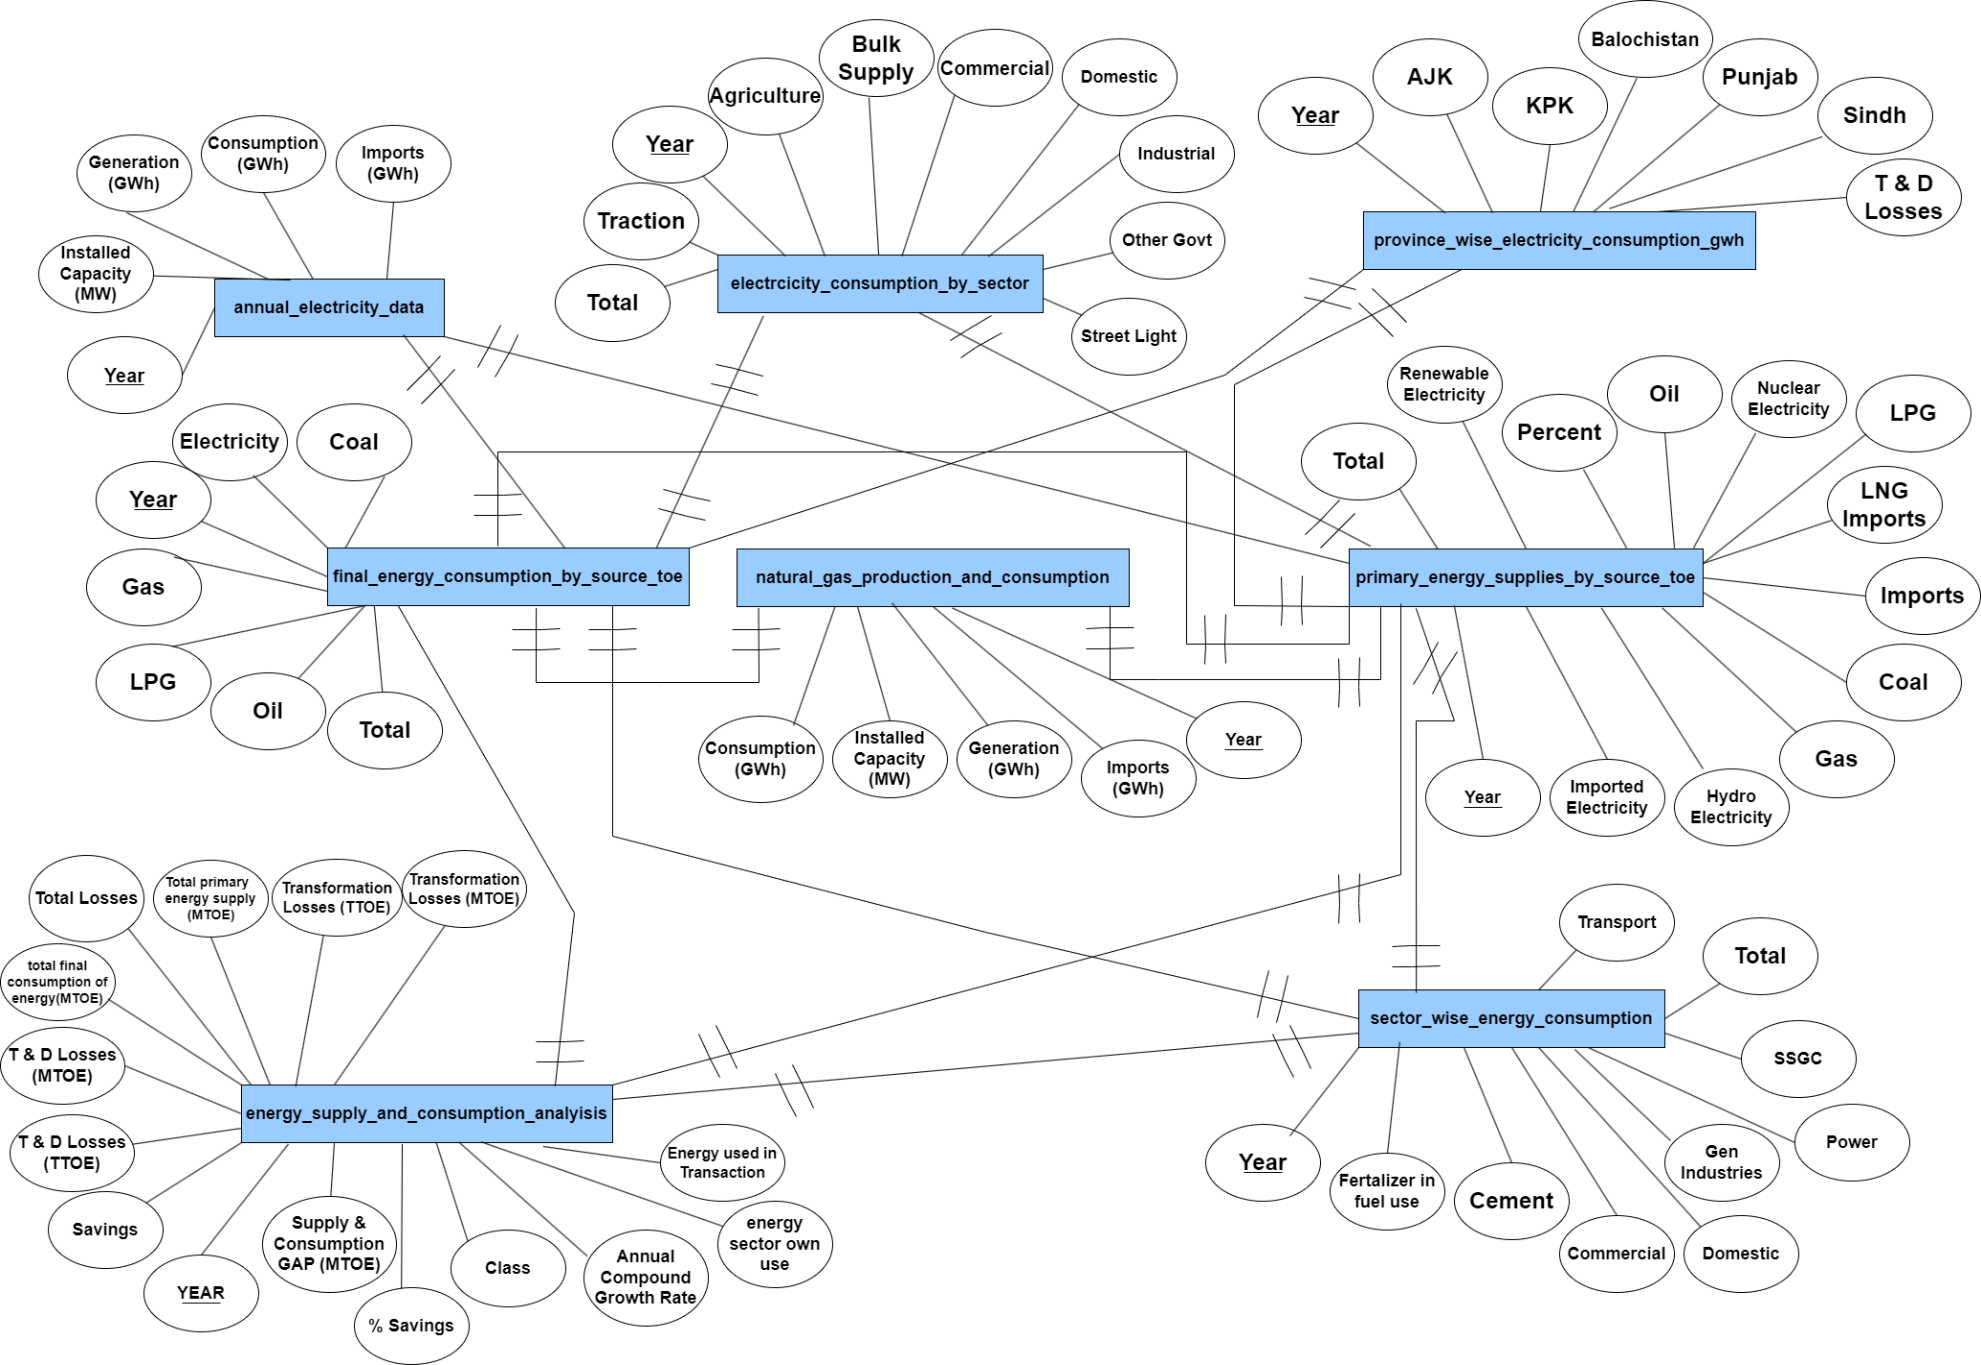 Generation
(GWh)
Consumption
(GWh)
Imports
(GWh)
Installed
Capacity
(MW)
Year
annual_electricity_data
Bulk
Supply
Commercial
Agriculture
Domestic
Year
Industrial
Traction
Other Govt
Total
Street Light
electrcicity_consumption_by_sector
Balochistan
AJK
Punjab
KPK
Year
Sindh
T & D
Losses
province_wise_electricity_consumption_gwh
Electricity
Coal
Year
Gas
LPG
Oil
Total
final_energy_consumption_by_source_toe
natural_gas_production_and_consumption
Consumption
(GWh)
Installed
Capacity
(MW)
Generation
(GWh)
Imports
(GWh)
Year
Renewable
Electricity
Oil
Nuclear
Electricity
LPG
Percent
Total
LNG
Imports
primary_energy_supplies_by_source_toe
Imports
Coal
Gas
Year
Imported
Electricity
Hydro
Electricity
Total Losses
Total primary
energy supply
(MTOE)
Transformation
Losses (TTOE)
Transformation
Losses (MTOE)
total final
consumption of
energy(MTOE)
T & D Losses
(MTOE)
T & D Losses
(TTOE)
Savings
YEAR
energy_supply_and_consumption_analyisis
Supply &
Consumption
GAP (MTOE)
% Savings
Class
Annual
Compound
Growth Rate
energy
sector own
use
Energy used in
Transaction
Transport
Total
sector_wise_energy_consumption
SSGC
Power
Gen
Industries
Year
Fertalizer in
fuel use
Cement
Commercial
Domestic